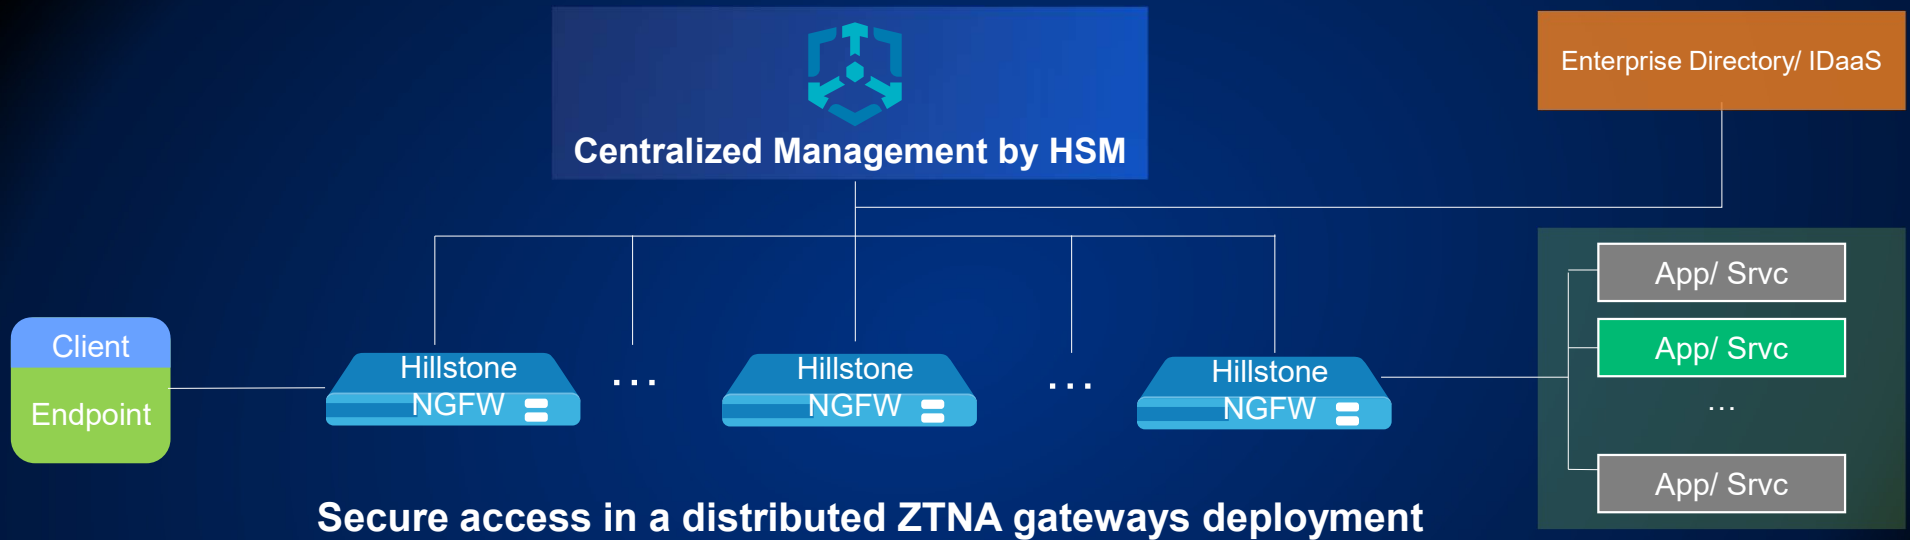 Centralized Management by HSM
Enterprise Directory/ IDaaS
Client
Endpoint
Hillstone
NGFW
...
Hillstone
NGFW
...
Hillstone
NGFW
App/ Srvc
App/ Srvc
...
App/ Srvc
Secure access in a distributed ZTNA gateways deployment